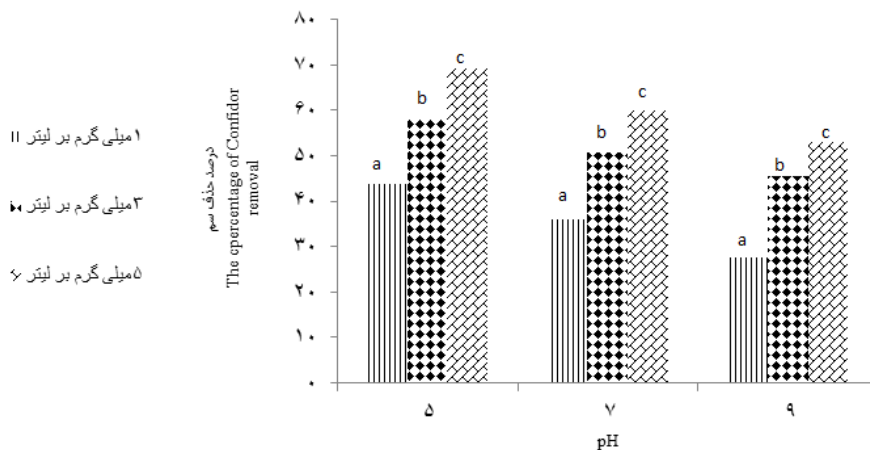 ۸۰
۷۰
۶۰
۵۰
۴۰
۳۰
۲۰
۱۰
۰
درصد حذف سم
The epercentage of Confidor
removal
۱میلی گرم بر لیتر
۳میلی گرم بر لیتر
۵میلی گرم بر لیتر
a
b
c
a
b
c
a
b
c
۵
۷
۹
pH